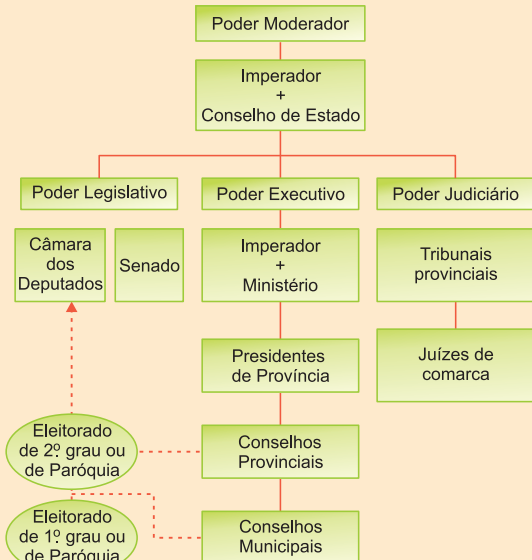 Poder Moderador
Imperador
+
Conselho de Estado
Poder Legislativo
Poder Executivo
Poder Judiciário
Câmara
dos
Deputados
Senado
Imperador
+
Ministério
Tribunais
provinciais
Presidentes
de Província
Juízes de
comarca
Eleitorado
de 2º grau ou
de Paróquia
Conselhos
Provinciais
Eleitorado
de 1º grau ou
de Paróquia
Conselhos
Municipais